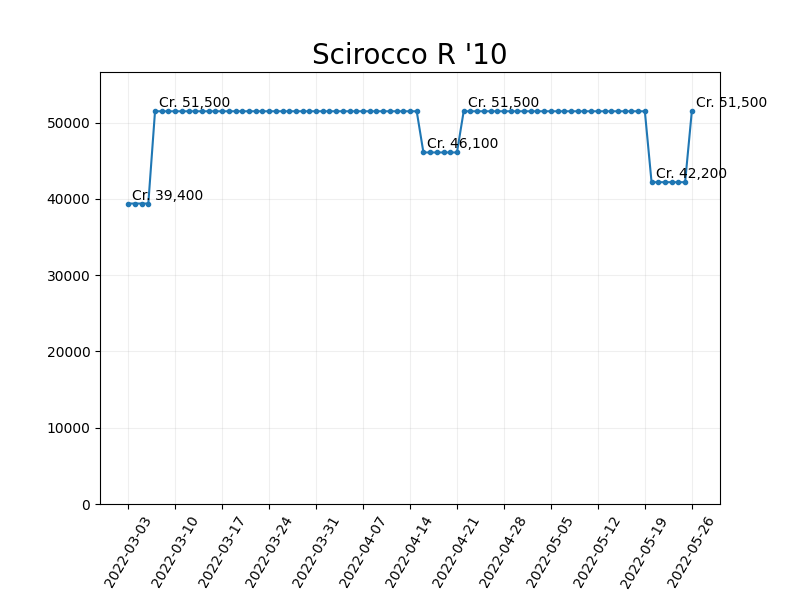 Scirocco R '10
Cr. 51,500
Cr. 51,500
Cr. 51,500
50000
Cr. 46,100
Cr. 42,200
Cr. 39,400
40000
30000
20000
10000
0
2022-03-03
2022-03-10
2022-03-17
2022-03-24
2022-03-31
2022-04-07
2022-04-14
2022-04-21
2022-04-28
2022-05-05
2022-05-12
2022-05-19
2022-05-26